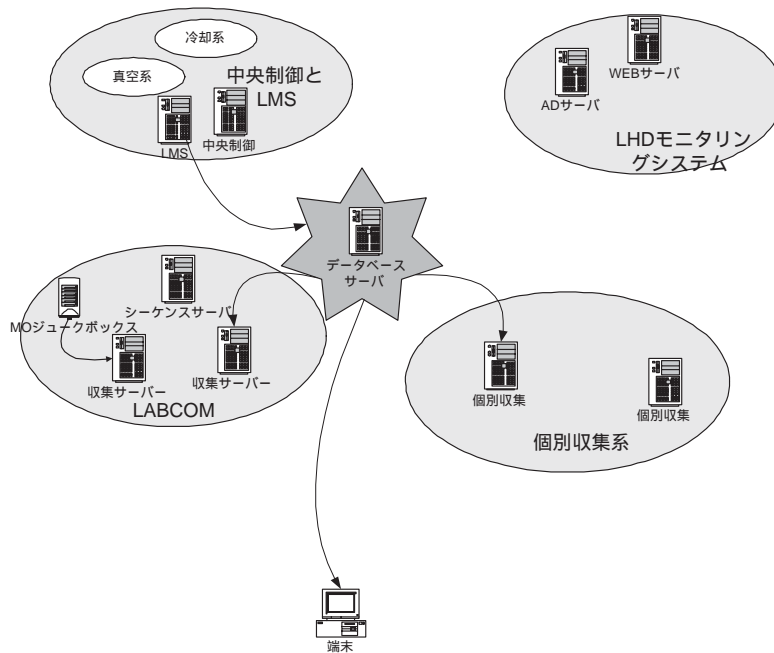 冷却系
真空系
中央制御と
LMS
LMS
中央制御
WEBサーバ
ADサーバ
LHDモニタリン
グシステム
データベース
サーバ
シーケンスサーバ
MOジュークボックス
収集サーバー
収集サーバー
LABCOM
個別収集
個別収集
個別収集系
端末